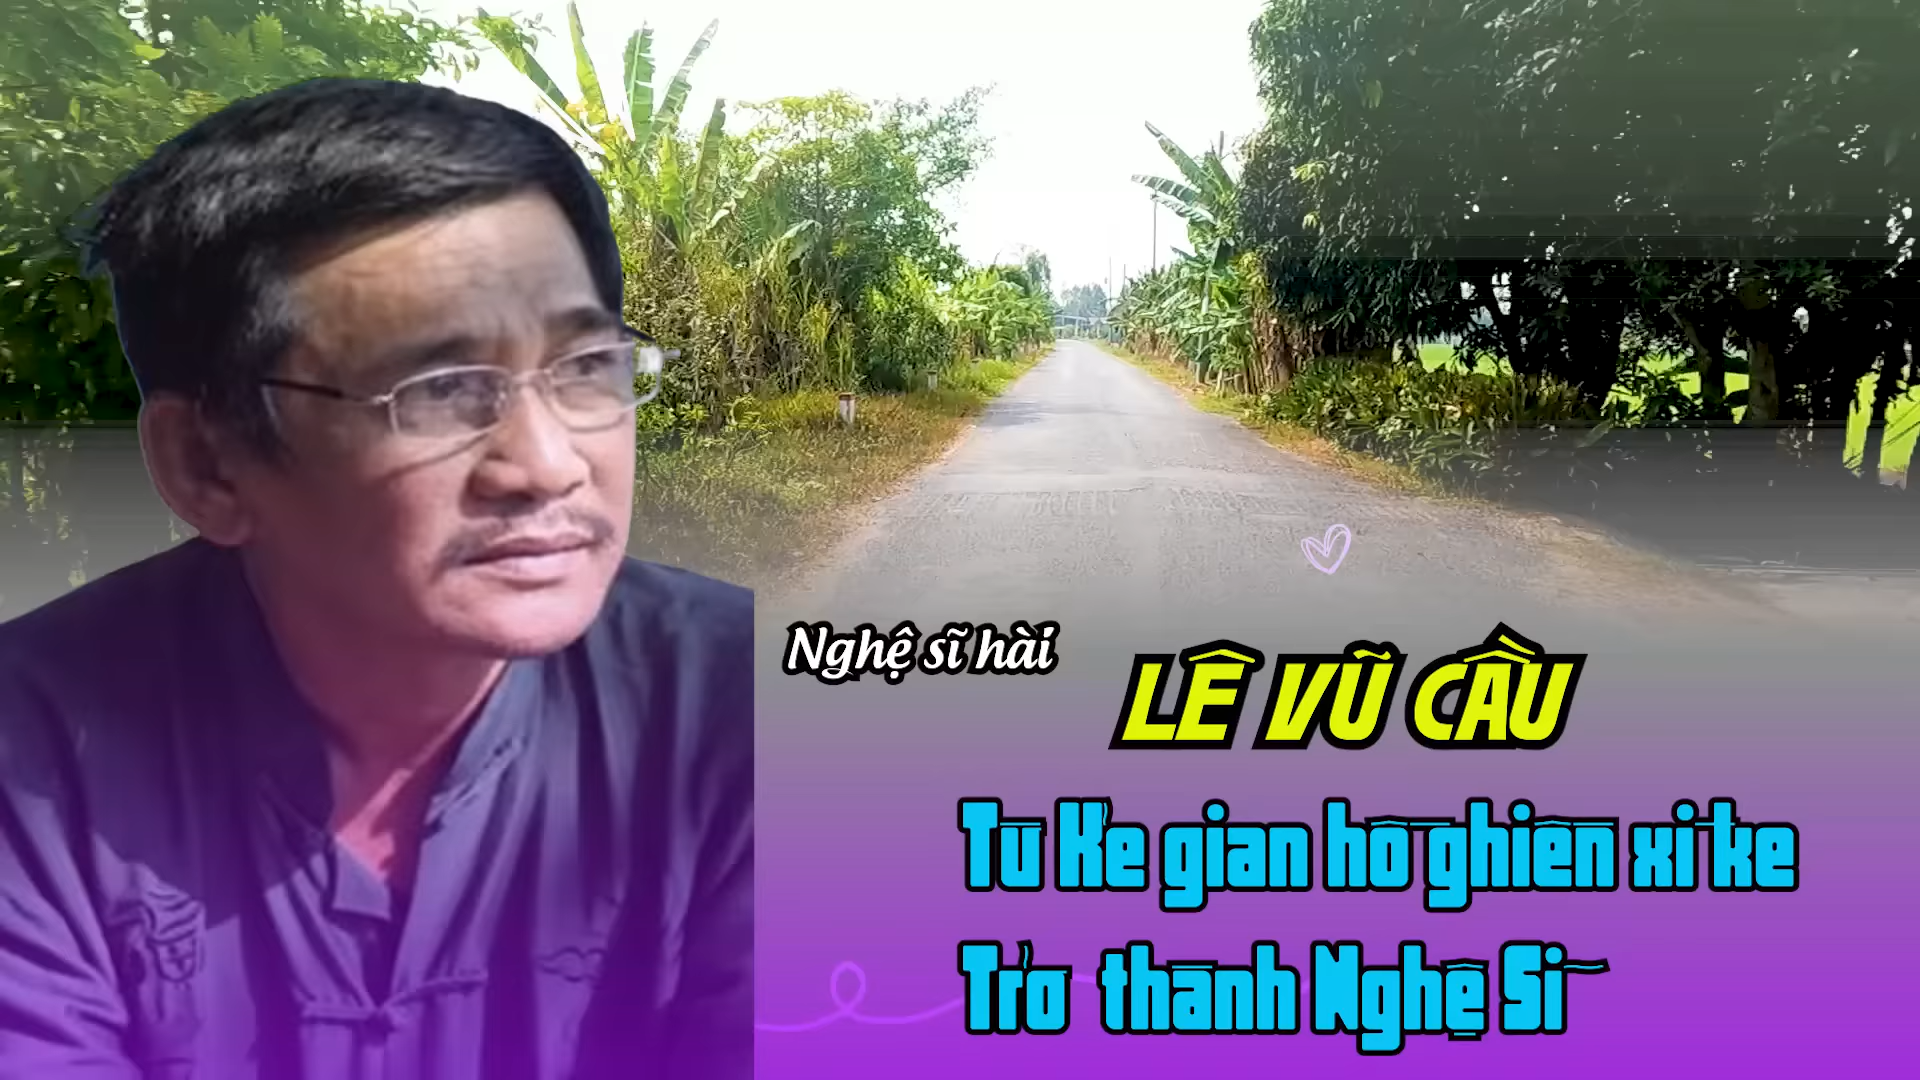 Nghệ sĩ hài
LÊ VŨ CẦU
Từ Kẻ gian hồ ghiền xì ke
Trở thành Nghệ Sĩ